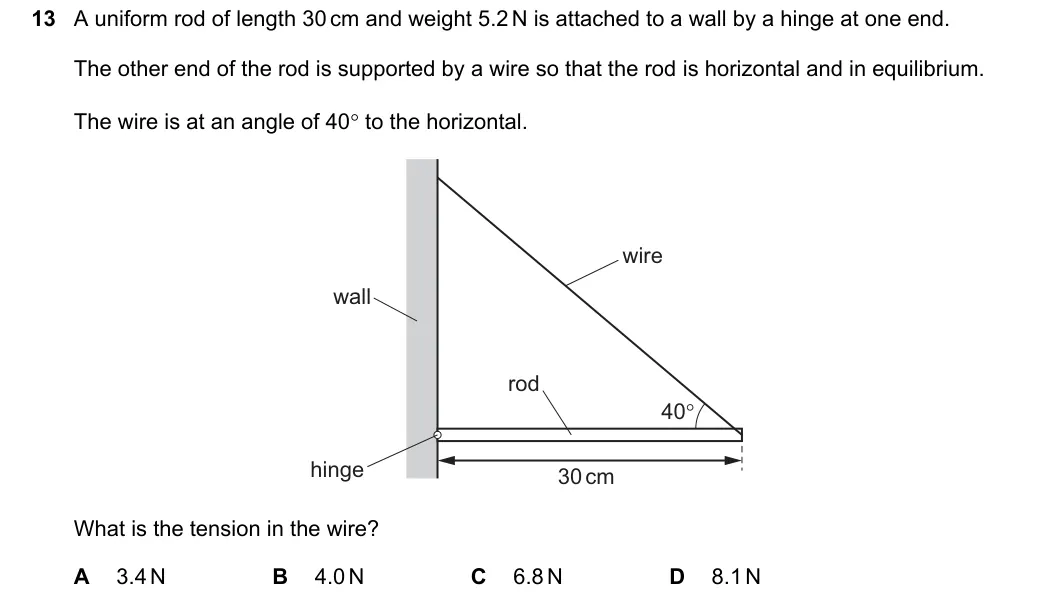 13 A uniform rod of length 30 cm and weight 5.2 N is attached to a wall by a hinge at one end.
The other end of the rod is supported by a wire so that the rod is horizontal and in equilibrium.
The wire is at an angle of 40° to the horizontal.
wire
wall
rod
40°
hinge
30 cm
What is the tension in the wire?
A 3.4 N B 4.0 N C 6.8 N D 8.1 N